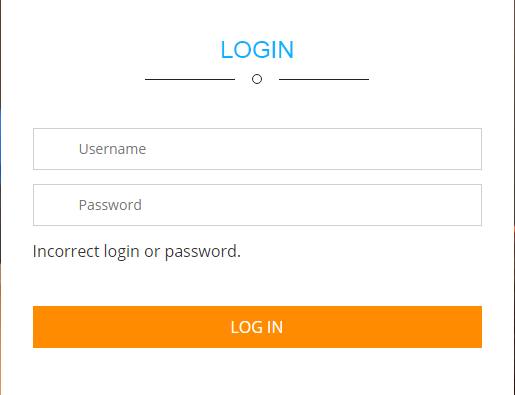 LOGIN
Username
Password
Incorrect login or password.
LOG IN